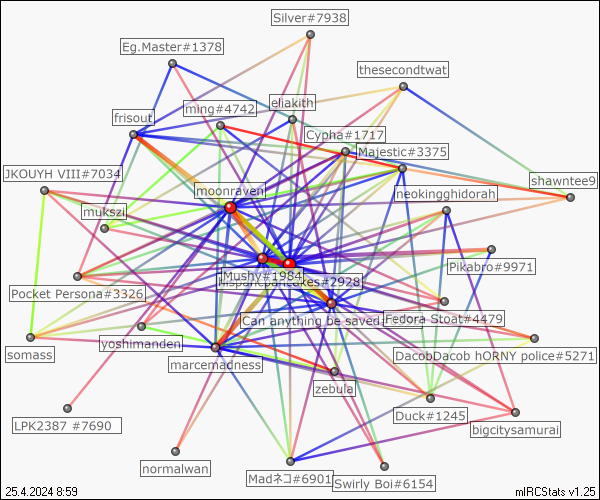 Silver#7938
Eg.Master#1378
thesecondtwat
ming#4742
eliakith
frisout
Cypha#1717
Majestic#3375
JKOUYH VIII#7034
shawntee9
moonraven
neokingghidorah
mukszi
Pikabro#9971
Mushy#1984
pancakes#2928
Pocket Persona#3326
Can anything be saved
Fedora Stoat#4479
yoshimanden
somass
DacobDacob hORNY police#5271
marcemadness
zebula
Duck#1245
LPK2387 #7690
bigcitysamurai
normalwan
Madネコ#6901
Swirly Boi#6154
25.4.2024 8:59
mIRCStats v1.25